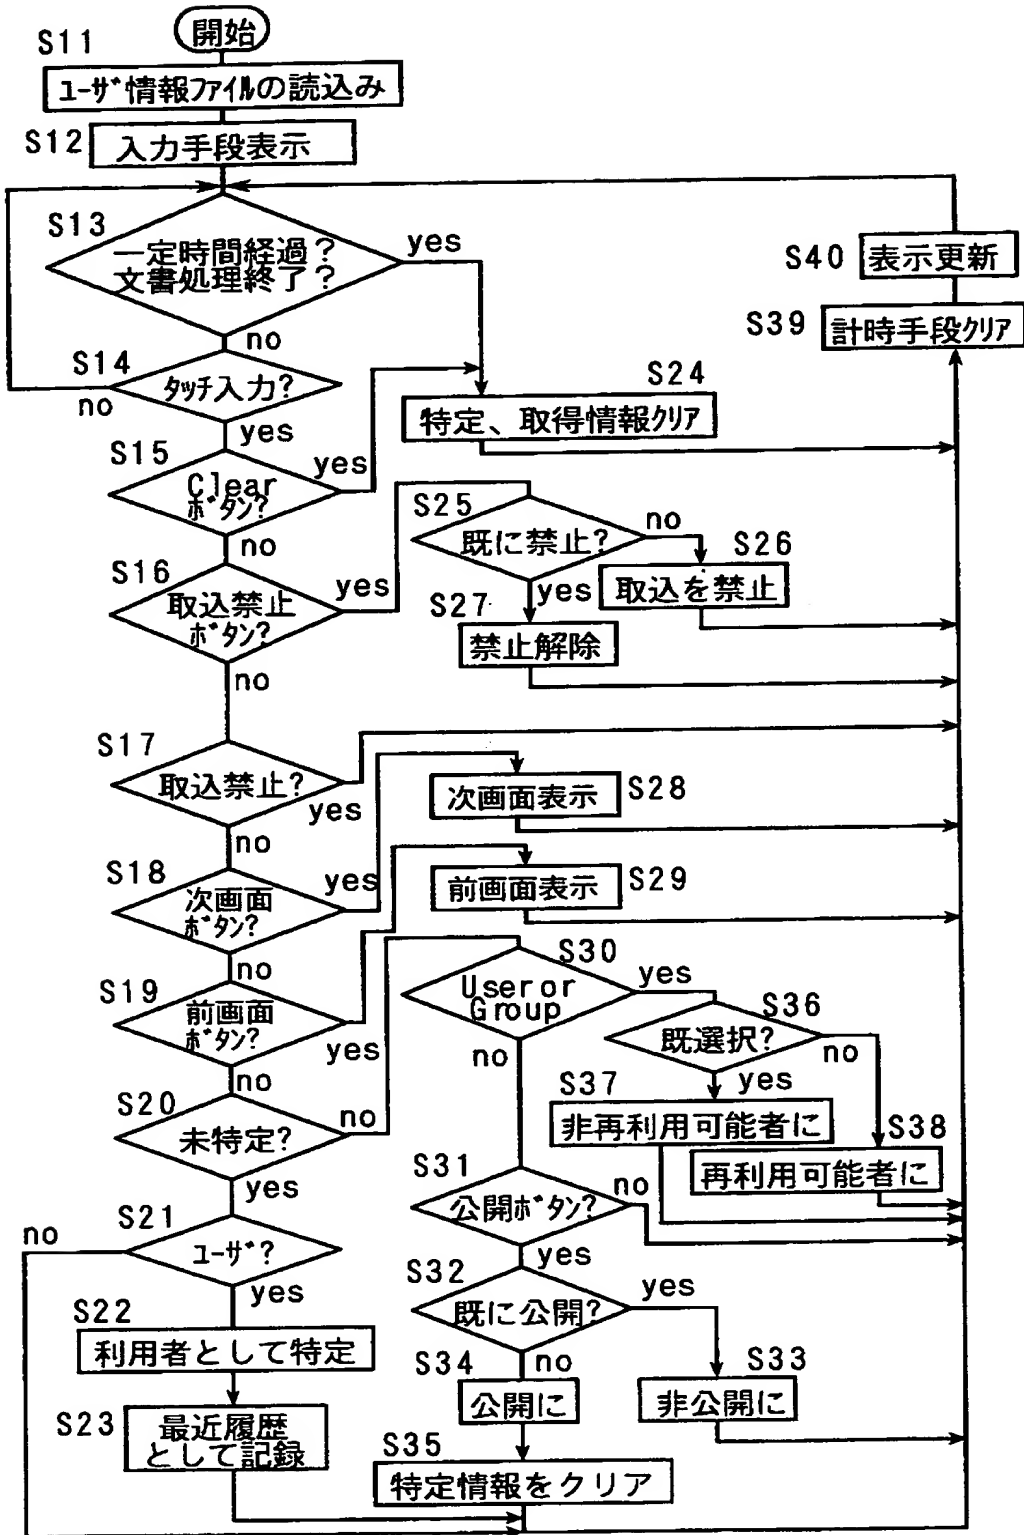 開始
S11
ﾕｰｻﾞ情報ﾌｧｲﾙの読込み
S12
入力手段表示
S13
一定時間経過?
文書処理終了?
yes
no
S40
表示更新
S39
計時手段ｸﾘｱ
S14
ﾀｯﾁ入力?
no
yes
S24
特定、取得情報ｸﾘｱ
S15
Clear
ﾎﾞﾀﾝ?
yes
no
S25
既に禁止?
no
yes
S26
取込を禁止
S27
禁止解除
S16
取込禁止
ﾎﾞﾀﾝ?
yes
no
S17
取込禁止?
yes
no
次画面表示
S28
S18
次画面
ﾎﾞﾀﾝ?
yes
no
前画面表示
S29
S19
前画面
ﾎﾞﾀﾝ?
yes
no
S30
User or
Group
yes
no
S36
既選択?
no
yes
S37
非再利用可能者に
S38
再利用可能者に
S20
未特定?
no
yes
S31
公開ﾎﾞﾀﾝ?
no
yes
S21
ﾕｰｻﾞ?
no
yes
S32
既に公開?
yes
no
S22
利用者として特定
S34
公開に
S33
非公開に
S23
最近履歴
として記録
S35
特定情報をクリア